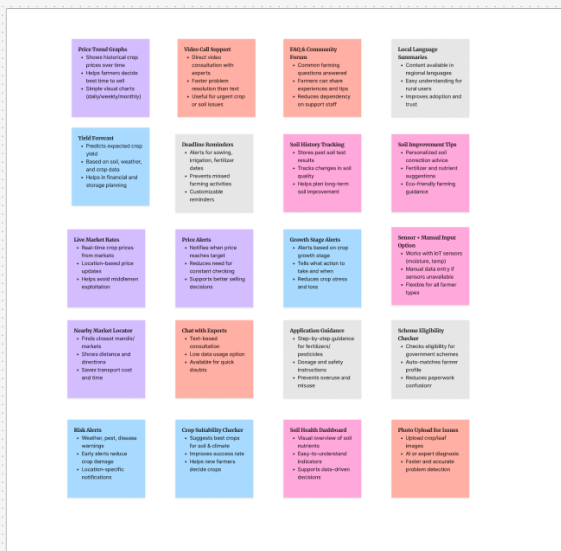 Price Trend Graphs
• Shows historical crop
prices over time
• Helps farmers decide
best time to sell
• Simple visual charts
(daily/weekly/monthly)
Video Call Support
• Direct video
consultation with
experts
• Faster problem
resolution than text
• Useful for urgent crop
or soil issues
FAQ & Community
Forum
• Common farming
questions answered
• Farmers can share
experiences and tips
• Reduces dependency
on support staff
Local Language
Summaries
• Content available in
regional languages
• Easy understanding for
rural users
• Improves adoption and
trust
Yield Forecast
• Predicts expected crop
yield
• Based on soil, weather,
and crop data
• Helps in financial and
storage planning
Deadline Reminders
• Alerts for sowing,
irrigation, fertilizer
dates
• Prevents missed
farming activities
• Customizable
reminders
Soil History Tracking
• Stores past soil test
results
• Tracks changes in soil
quality
• Helps plan long-term
soil improvement
Soil Improvement Tips
• Personalized soil
correction advice
• Fertilizer and nutrient
suggestions
• Eco-friendly farming
guidance
Live Market Rates
• Real-time crop prices
from markets
• Location-based price
updates
• Helps avoid middlemen
exploitation
Price Alerts
• Notifies when price
reaches target
• Reduces need for
constant checking
• Supports better selling
decisions
Growth Stage Alerts
• Alerts based on crop
growth stage
• Tells what action to
take and when
• Reduces crop stress
and loss
Sensor + Manual Input
Option
• Works with IoT sensors
(moisture, temp)
• Manual data entry if
sensors unavailable
• Flexible for all farmer
types
Nearby Market Locator
• Finds closest mandis/
markets
• Shows distance and
directions
• Saves transport cost
and time
Chat with Experts
• Text-based
consultation
• Low data usage option
• Available for quick
doubts
Application Guidance
• Step-by-step guidance
for fertilizers/
pesticides
• Dosage and safety
instructions
• Prevents overuse and
misuse
Scheme Eligibility
Checker
• Checks eligibility for
government schemes
• Auto-matches farmer
profile
• Reduces paperwork
confusion
Risk Alerts
• Weather, pest, disease
warnings
• Early alerts reduce
crop damage
• Location-specific
notifications
Crop Suitability Checker
• Suggests best crops
for soil & climate
• Improves success rate
• Helps new farmers
decide crops
Soil Health Dashboard
• Visual overview of soil
nutrients
• Easy-to-understand
indicators
• Supports data-driven
decisions
Photo Upload for Issues
• Upload crop/leaf
images
• AI or expert diagnosis
• Faster and accurate
problem detection